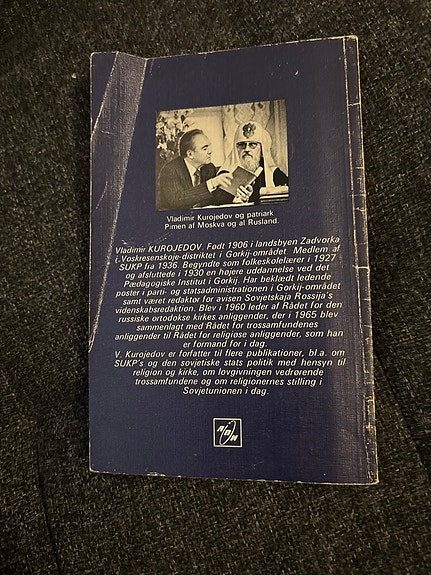 Vladimir Kurojedov og patriark
Pimen af Moskva og al Rusland.
Vladimir KUROJEDOV. Født 1906 i landsbyen Zadvorka
i Voskresenskoje-distriktet i Gorkij-området. Medlem af
SUKP fra 1936. Begyndte som folkeskolelærer i 1927
og afsluttede i 1930 en højere uddannelse ved det
Pædagogiske Institut i Gorkij. Har beklædt ledende
poster i parti- og statsadministrationen i Gorkij-området
samt været redaktør for avisen Sovjetskaja Rossija's
videnskabsredaktion. Blev i 1960 leder af Rådet for den
russiske ortodokse kirkes anliggender, der i 1965 blev
sammenlagt med Rådet for trossamfundenes
anliggender til Rådet for religiøse anliggender, som han
er formand for i dag.
V. Kurojedov er forfatter til flere publikationer, bl.a. om
SUKP's og den sovjetiske stats politik med hensyn til
religion og kirke, om lovgivningen vedrørende
trossamfundene og om religionernes stilling i
Sovjetunionen i dag.
АПН